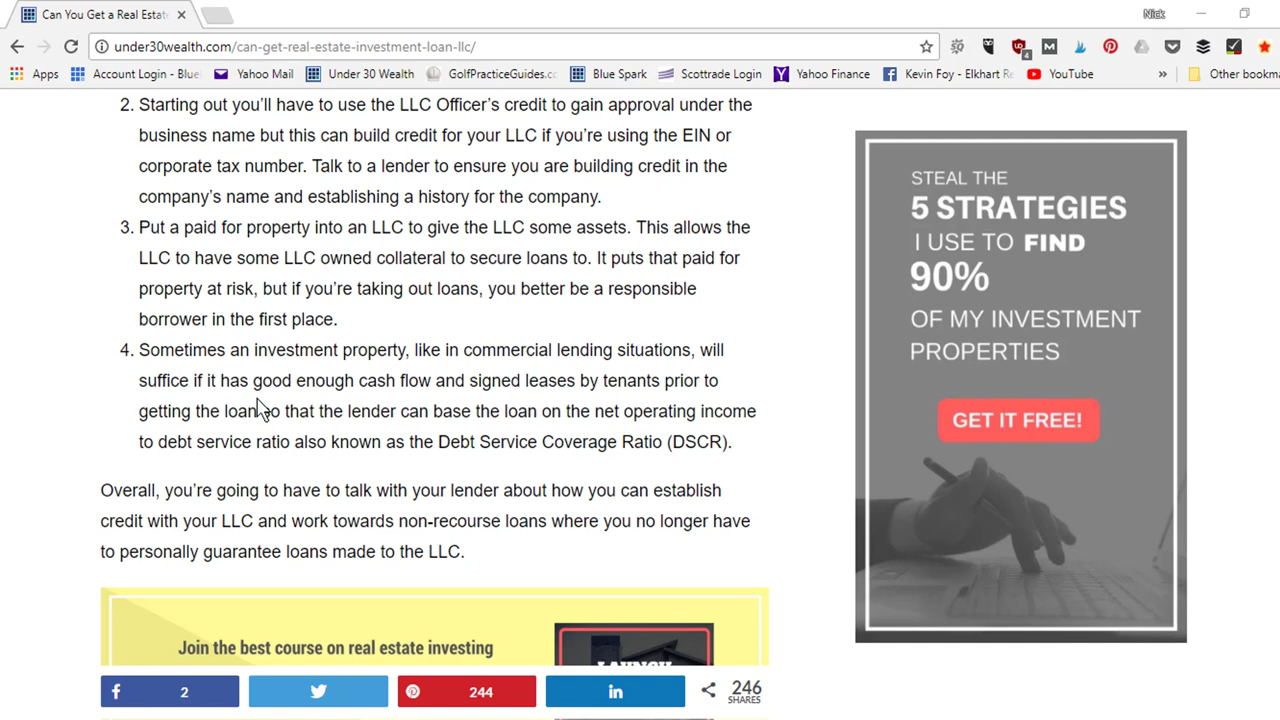 Can You Get a Real Estat
Nick
under30wealth.com/can-get-real-estate-investment-loan-llc/
4
Apps
Account Login - Blue
Yahoo Mail
Under 30 Wealth
GolfPracticeGuides.cc
Blue Spark
Scottrade Login
Yahoo Finance
Kevin Foy - Elkhart Re
YouTube
»
Other bookma
2. Starting out you'll have to use the LLC Officer's credit to gain approval under the
business name but this can build credit for your LLC if you're using the EIN or
corporate tax number. Talk to a lender to ensure you are building credit in the
company's name and establishing a history for the company.
3. Put a paid for property into an LLC to give the LLC some assets. This allows the
LLC to have some LLC owned collateral to secure loans to. It puts that paid for
property at risk, but if you're taking out loans, you better be a responsible
borrower in the first place.
4. Sometimes an investment property, like in commercial lending situations, will
suffice if it has good enough cash flow and signed leases by tenants prior to
getting the loan so that the lender can base the loan on the net operating income
to debt service ratio also known as the Debt Service Coverage Ratio (DSCR).
Overall, you're going to have to talk with your lender about how you can establish
credit with your LLC and work towards non-recourse loans where you no longer have
to personally guarantee loans made to the LLC.
Join the best course on real estate investing
LAUNCH
2
244
246
SHARES
STEAL THE
5 STRATEGIES
I USE TO FIND
90%
OF MY INVESTMENT
PROPERTIES
GET IT FREE!